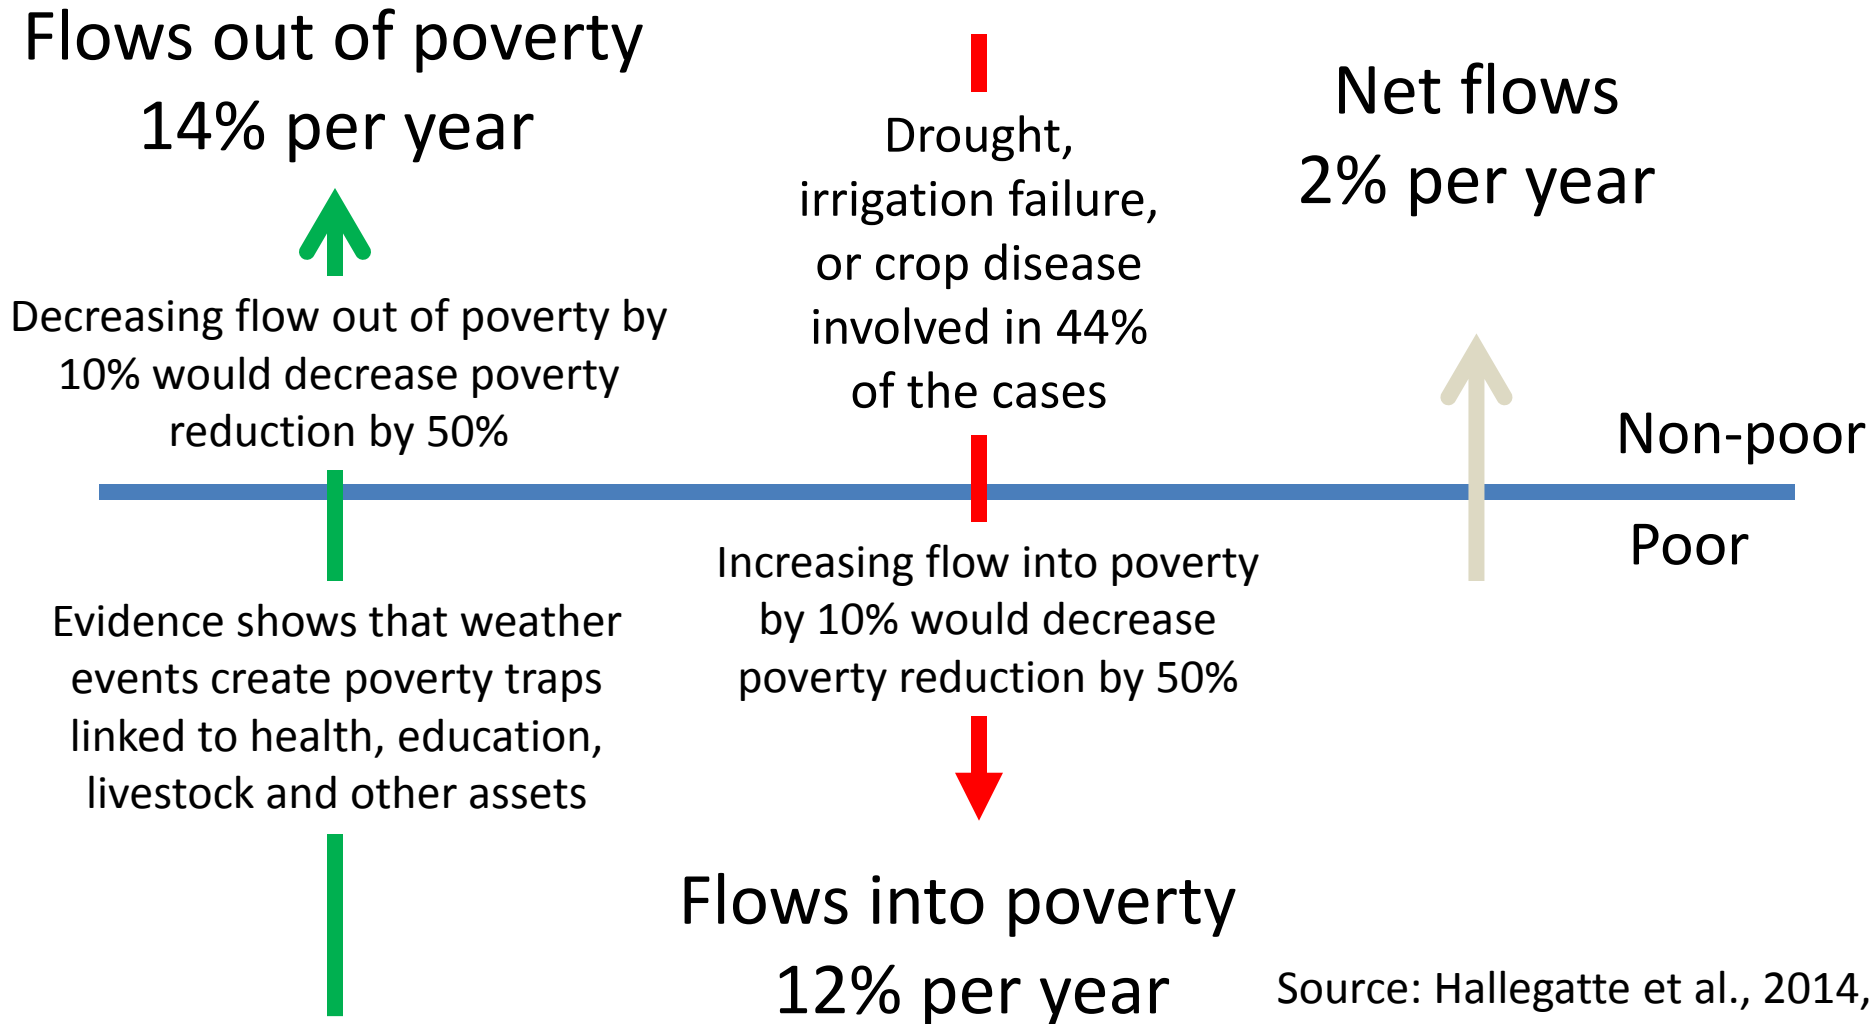 Flows out of poverty
14% per year
Decreasing flow out of poverty by
10% would decrease poverty
reduction by 50%
Evidence shows that weather
events create poverty traps
linked to health, education,
livestock and other assets
Drought,
irrigation failure,
or crop disease
involved in 44%
of the cases
Increasing flow into poverty
by 10% would decrease
poverty reduction by 50%
Flows into poverty
12% per year
Net flows
2% per year
Non-poor
Poor
Source: Hallegatte et al., 2014,